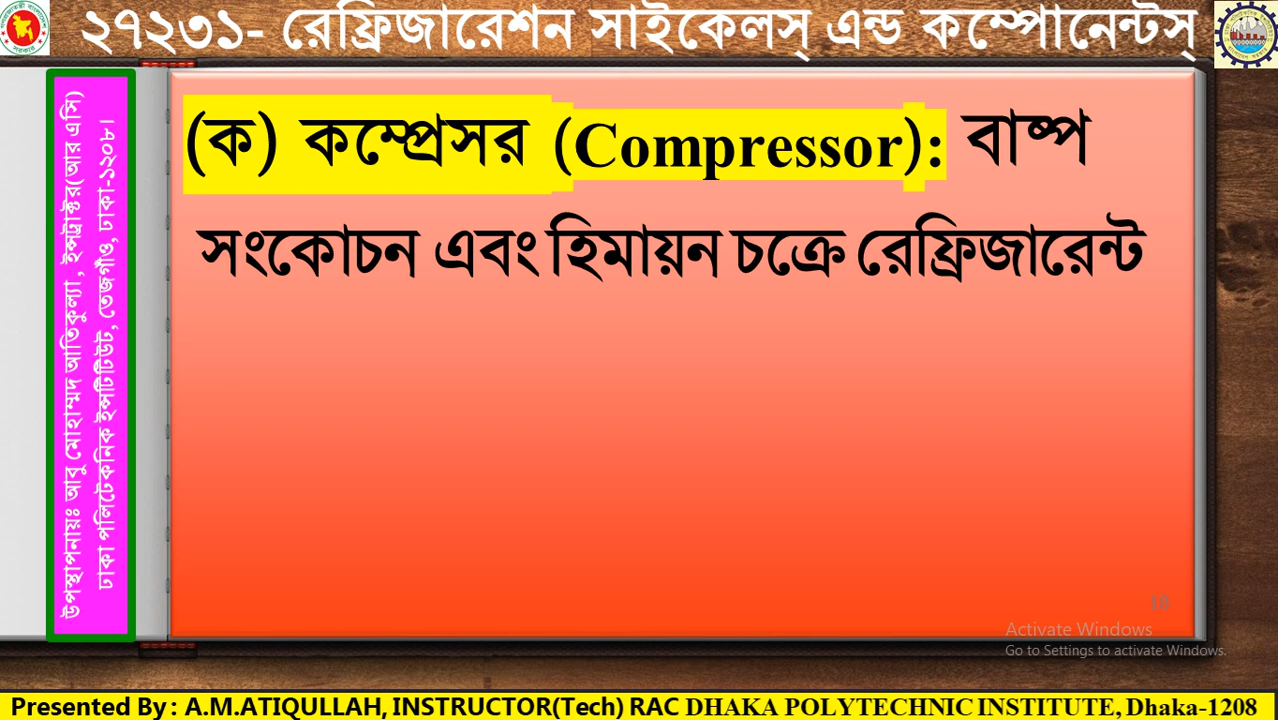 ২৭২৩১- রেফ্রিজারেশন সাইকেলস্ এন্ড কম্পোনেন্টস্
উপস্থাপনায়ঃ আবু মোহাম্মদ আতিকুল্যা, ইন্সট্রাক্টর(আর এসি)
ঢাকা পলিটেকনিক ইন্সটিটিউট, তেজগাঁও, ঢাকা-১২০৮।
(ক) কম্প্রেসর (Compressor): বাষ্প
সংকোচন এবং হিমায়ন চক্রে রেফ্রিজারেন্ট
18
Activate Windows
Go to Settings to activate Windows.
Presented By : A.M.ATIQULLAH, INSTRUCTOR(Tech) RAC DHAKA POLYTECHNIC INSTITUTE, Dhaka-1208